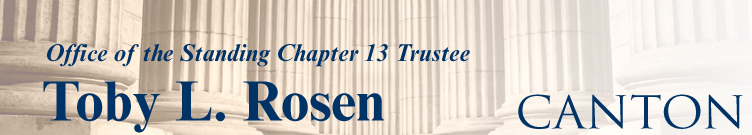 Office of the Standing Chapter 13 Trustee
Toby L. Rosen
CANTON